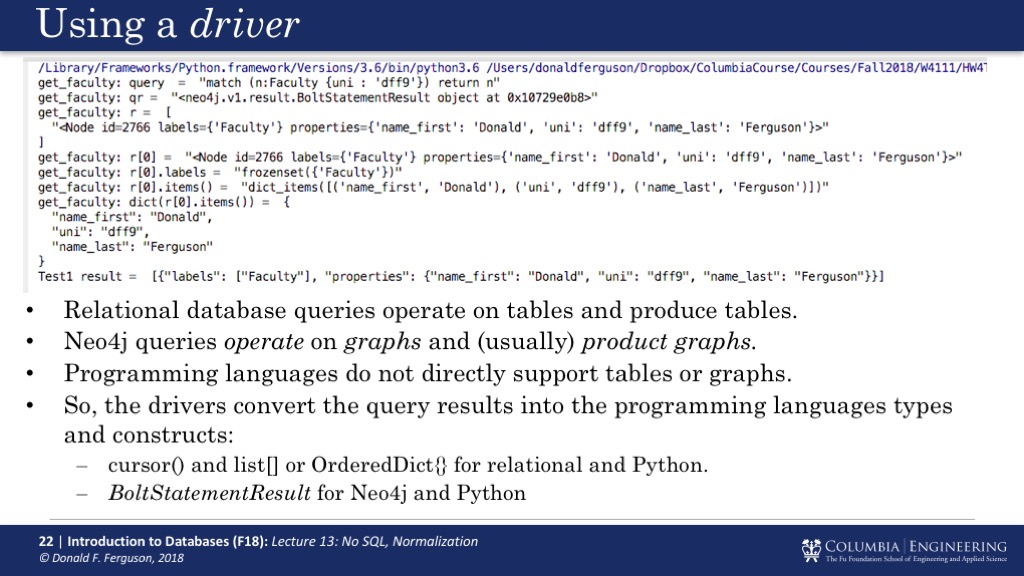 Using a driver
/Library/Frameworks/Python.framework/Versions/3.6/bin/python3.6 /Users/donaldferguson/Dropbox/ColumbiaCourse/Courses/Fall2018/W4111/HW4
get_faculty: query  =  "match (n:Faculty {uni : 'dff9'}) return n"
get_faculty: qr =  "<neo4j.v1.result.BoltStatementResult object at 0x10729e0b8>"
get_faculty: r =  [
  "<Node id=2766 labels={'Faculty'} properties={'name_first': 'Donald', 'uni': 'dff9', 'name_last': 'Ferguson'}>"
]
get_faculty: r[0] =  "<Node id=2766 labels={'Faculty'} properties={'name_first': 'Donald', 'uni': 'dff9', 'name_last': 'Ferguson'}>"
get_faculty: r[0].labels =  "frozenset({'Faculty'})"
get_faculty: r[0].items() =  "dict_items([('name_first', 'Donald'), ('uni', 'dff9'), ('name_last', 'Ferguson')])"
get_faculty: dict(r[0].items()) =  {
  "name_first": "Donald",
  "uni": "dff9",
  "name_last": "Ferguson"
}
Test1 result =  [{"labels": ["Faculty"], "properties": {"name_first": "Donald", "uni": "dff9", "name_last": "Ferguson"}}]
• Relational database queries operate on tables and produce tables.
• Neo4j queries operate on graphs and (usually) product graphs.
• Programming languages do not directly support tables or graphs.
• So, the drivers convert the query results into the programming languages types
and constructs:
– cursor() and list[] or OrderedDict{} for relational and Python.
– BoltStatementResult for Neo4j and Python
22 | Introduction to Databases (F18): Lecture 13: No SQL, Normalization
© Donald F. Ferguson, 2018
COLUMBIA | ENGINEERING
The Fu Foundation School of Engineering and Applied Science